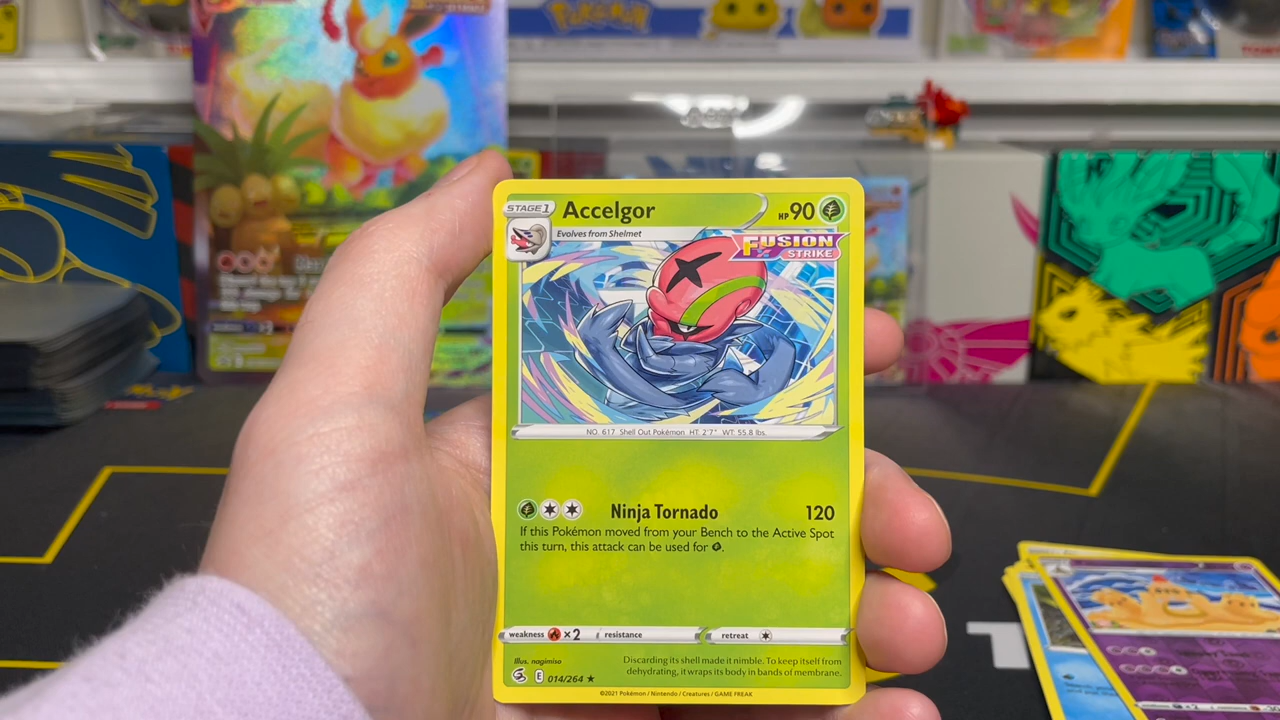 Pokémon
STAGE 1
Accelgor
HP 90
Evolves from Shelmet
FUSION
STRIKE
NO. 617 Shell Out Pokémon HT: 2'7" WT: 55.8 lbs.
Ninja Tornado 120
If this Pokémon moved from your Bench to the Active Spot
this turn, this attack can be used for
weakness ×2 resistance retreat
Illus. nagimiso
Discarding its shell made it nimble. To keep itself from
dehydrating, it wraps its body in bands of membrane.
E 014/264 ★
©2021 Pokémon / Nintendo / Creatures / GAME FREAK